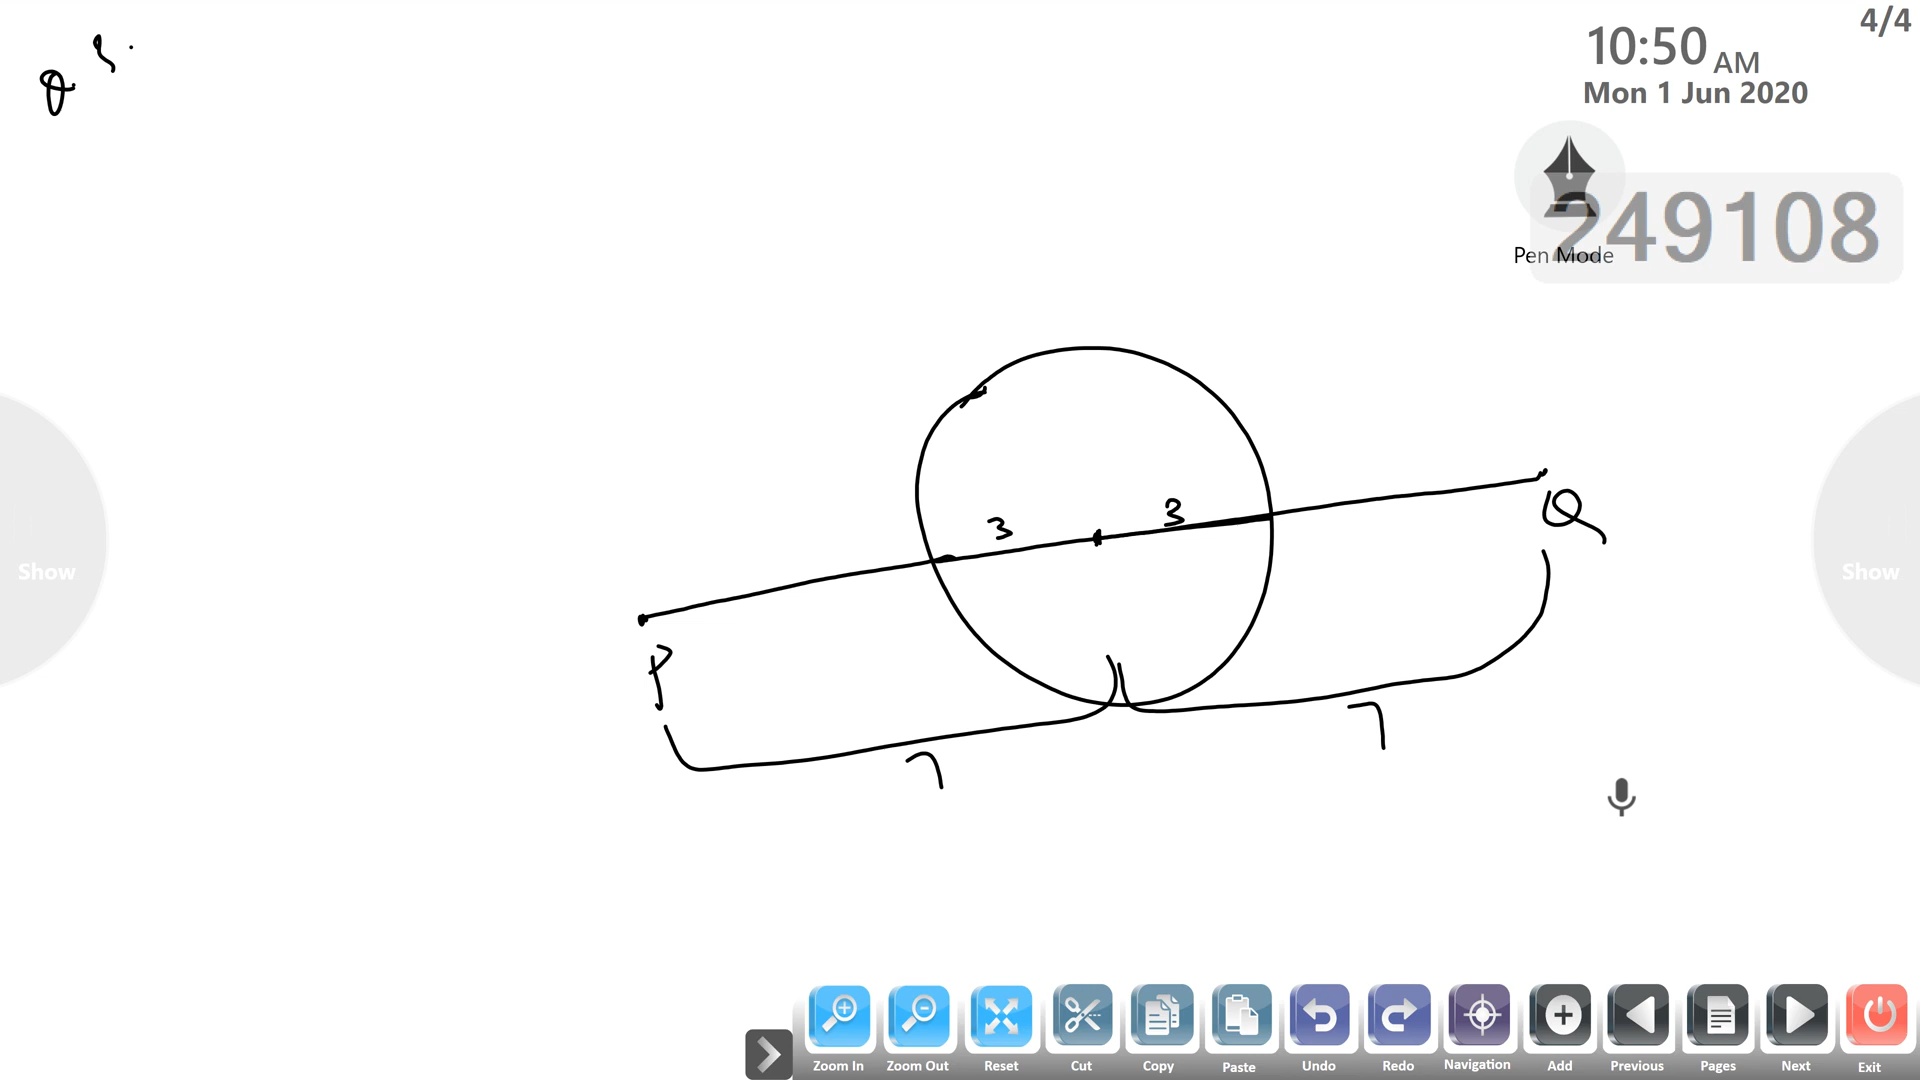 4/4
10:50 AM
Mon 1 Jun 2020
249108
Pen Mode
3
3
Q
P
7
7
Show
Show
Zoom In
Zoom Out
Reset
Cut
Copy
Paste
Undo
Redo
Navigation
Add
Previous
Pages
Next
Exit